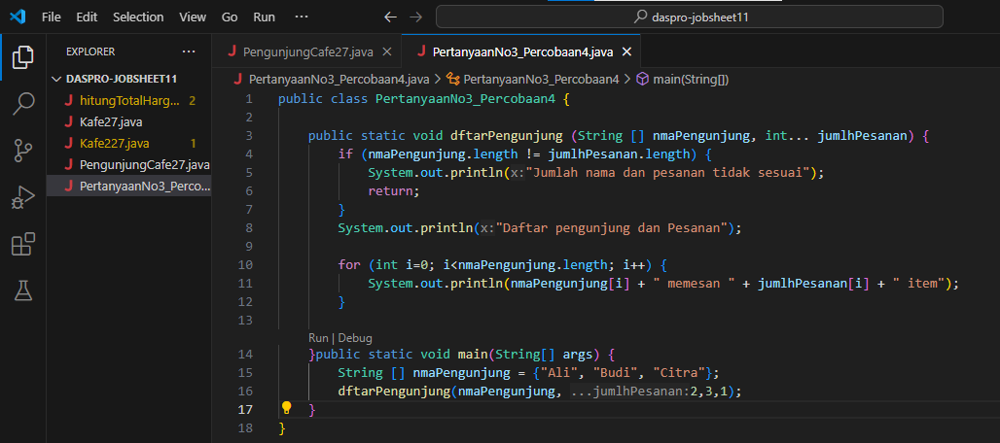 File Edit Selection View Go Run ··· ← → daspro-jobsheet11
EXPLORER ···
DASPRO-JOBSHEET11
hitungTotalHarg... 2
Kafe27.java
Kafe227.java 1
PengunjungCafe27.java
PertanyaanNo3_Perco...
PengunjungCafe27.java × PertanyaanNo3_Percobaan4.java ×
PertanyaanNo3_Percobaan4.java > PertanyaanNo3_Percobaan4 > main(String[])
1 public class PertanyaanNo3_Percobaan4 {
2
3 public static void dftarPengunjung (String [] nmaPengunjung, int... jumlhPesanan) {
4 if (nmaPengunjung.length != jumlhPesanan.length) {
5 System.out.println(x:"Jumlah nama dan pesanan tidak sesuai");
6 return;
7 }
8 System.out.println(x:"Daftar pengunjung dan Pesanan");
9
10 for (int i=0; i<nmaPengunjung.length; i++) {
11 System.out.println(nmaPengunjung[i] + " memesan " + jumlhPesanan[i] + " item");
12 }
13
Run | Debug
14 }public static void main(String[] args) {
15 String [] nmaPengunjung = {"Ali", "Budi", "Citra"};
16 dftarPengunjung(nmaPengunjung, ...jumlhPesanan:2,3,1);
17 }
18 }